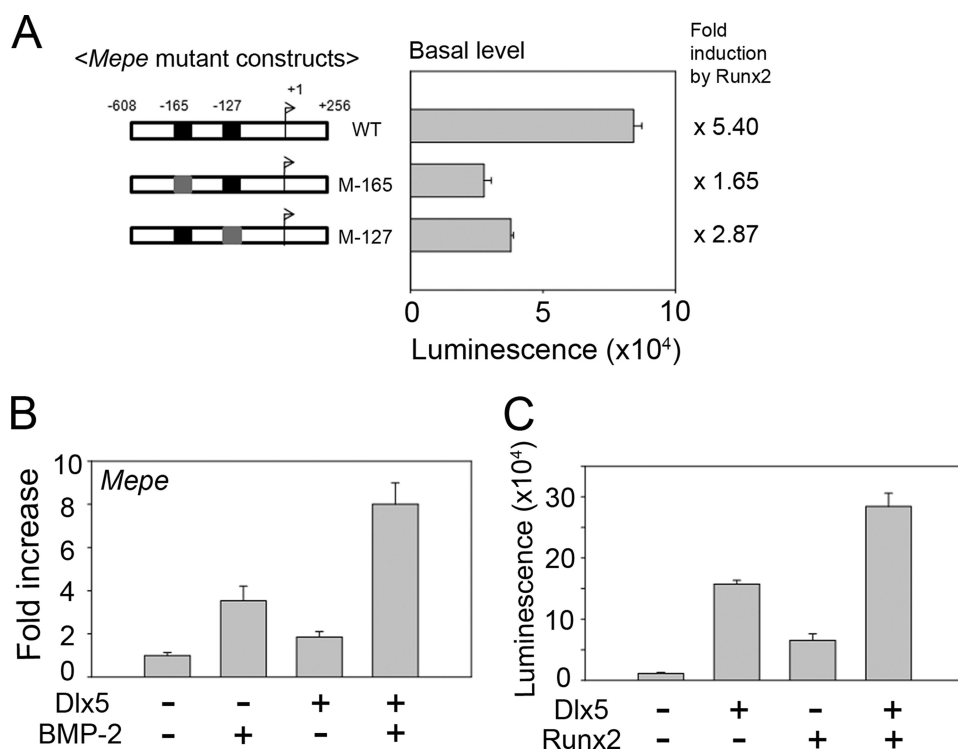 A
<Mepe mutant constructs>
Basal level
Fold
induction
by Runx2
+1
-608 -165 -127 +256
WT
x 5.40
M-165
x 1.65
M-127
x 2.87
0 5 10
Luminescence (x10⁴)
B
Mepe
Fold increase
10
8
6
4
2
0
Dlx5 - - + +
BMP-2 - + - +
C
Luminescence (x10⁴)
30
20
10
0
Dlx5 - + - +
Runx2 - - + +